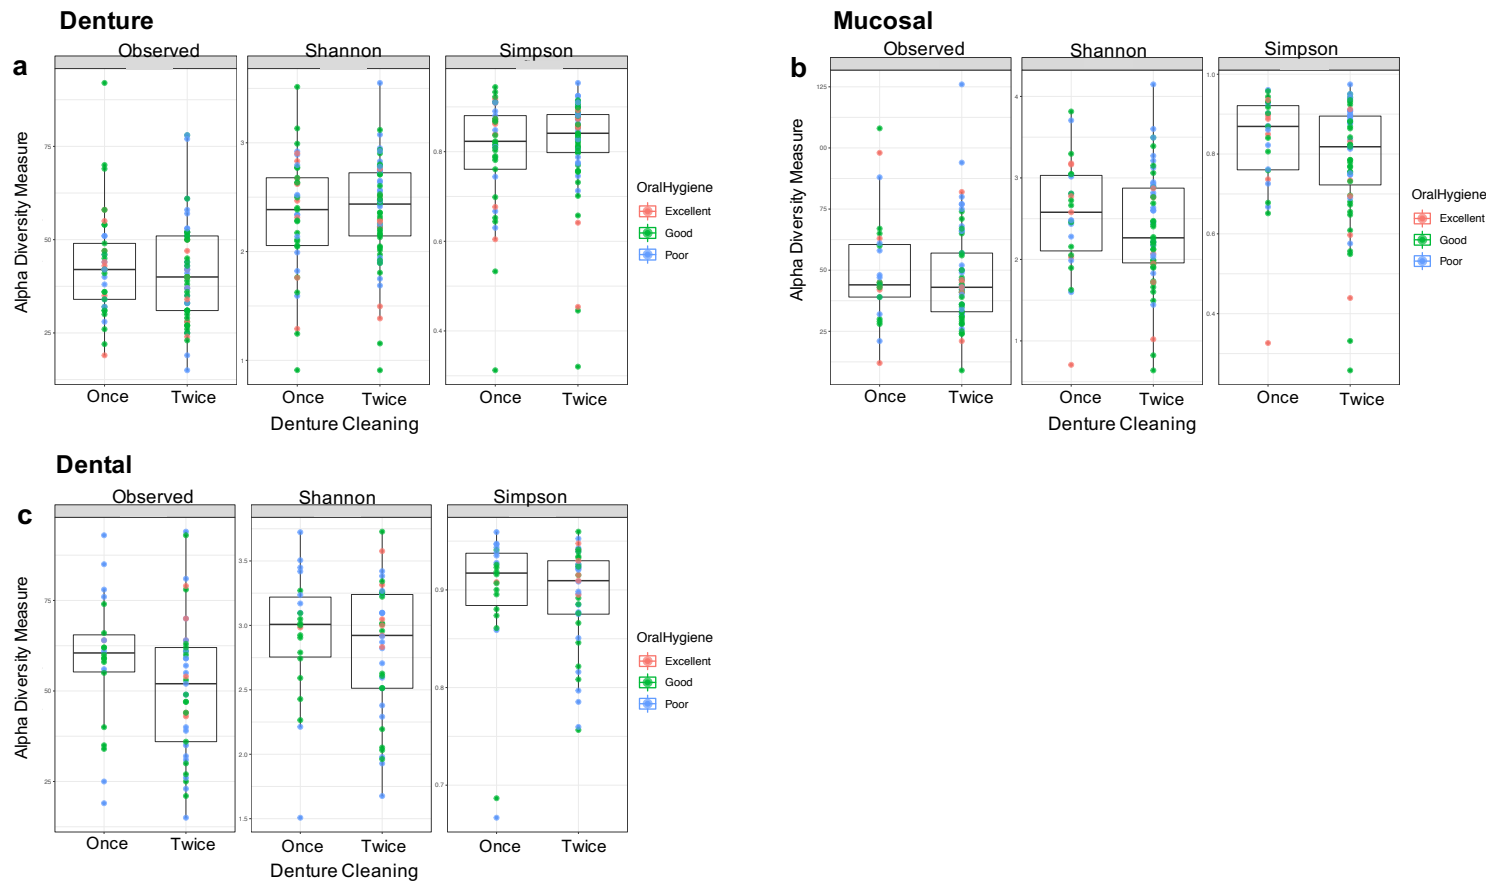 Denture
a
Observed
Shannon
Simpson
Alpha Diversity Measure
75
50
25
3
2
1
0.8
0.6
0.4
Once
Twice
Once
Twice
Once
Twice
Denture Cleaning
OralHygiene
Excellent
Good
Poor
Mucosal
b
Observed
Shannon
Simpson
Alpha Diversity Measure
125
00
75
50
25
4
3
2
1
1.0
0.8
0.6
0.4
Once
Twice
Once
Twice
Once
Twice
Denture Cleaning
OralHygiene
Excellent
Good
Poor
Dental
c
Observed
Shannon
Simpson
Alpha Diversity Measure
75
50
25
3.5
3.0
2.5
2.0
1.5
0.9
0.8
0.7
Once
Twice
Once
Twice
Once
Twice
Denture Cleaning
OralHygiene
Excellent
Good
Poor